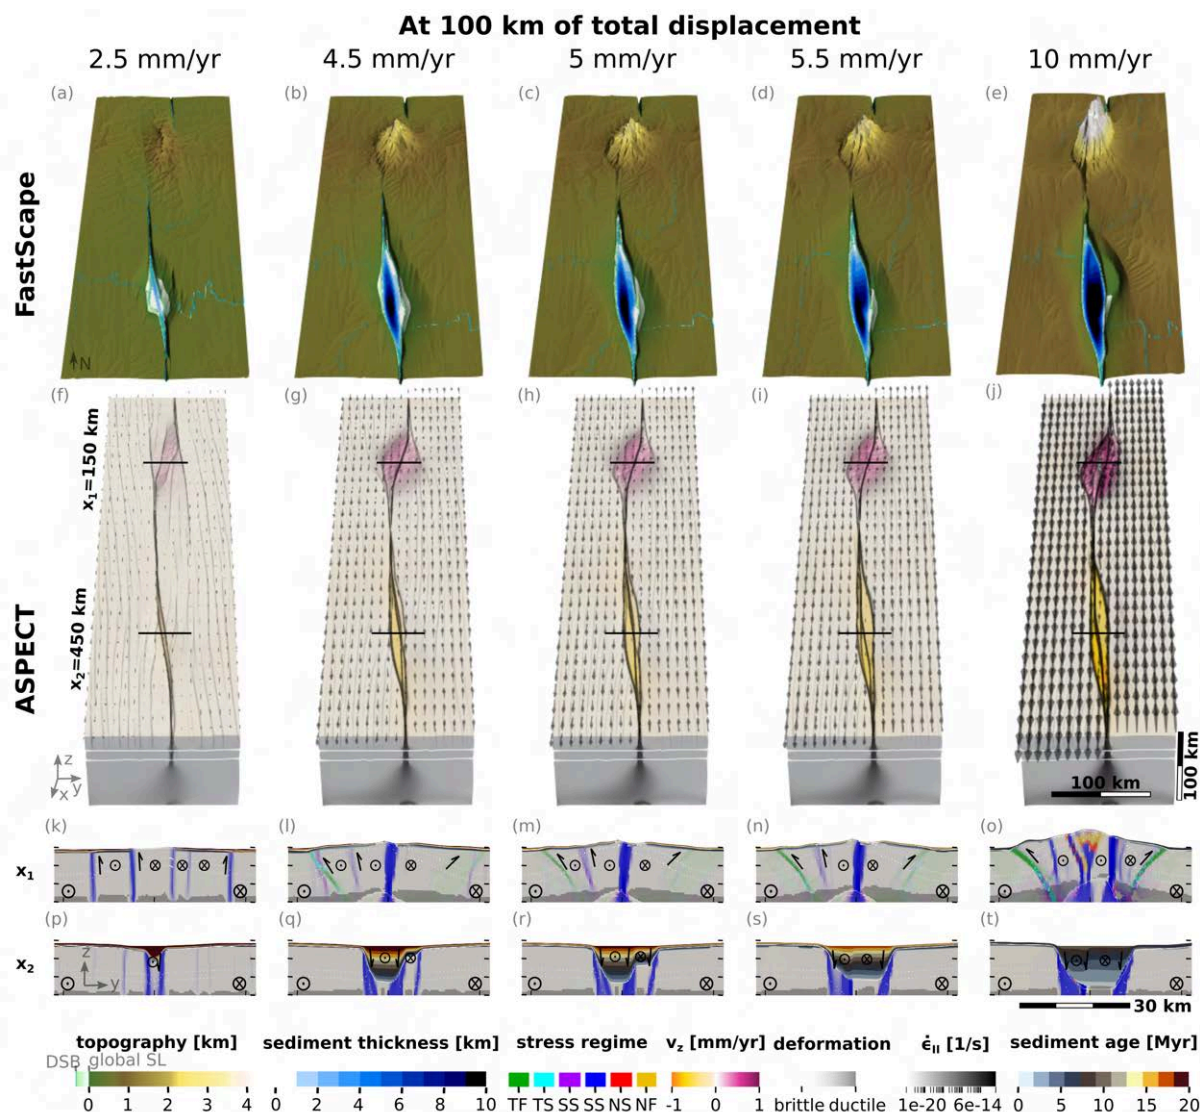 At 100 km of total displacement
2.5 mm/yr 4.5 mm/yr 5 mm/yr 5.5 mm/yr 10 mm/yr
(a) (b) (c) (d) (e)
FastScape
N
(f) (g) (h) (i) (j)
x₁=150 km
x₂=450 km
ASPECT
z
y
x
100 km
100 km
(k) (l) (m) (n) (o)
x₁
(p) (q) (r) (s) (t)
x₂
z
y
30 km
topography [km] sediment thickness [km] stress regime v_z [mm/yr] deformation ε̇_II [1/s] sediment age [Myr]
DSB global SL
0 1 2 3 4 0 2 4 6 8 10 TF TS SS SS NS NF -1 0 1 brittle ductile 1e-20 6e-14 0 5 10 15 20